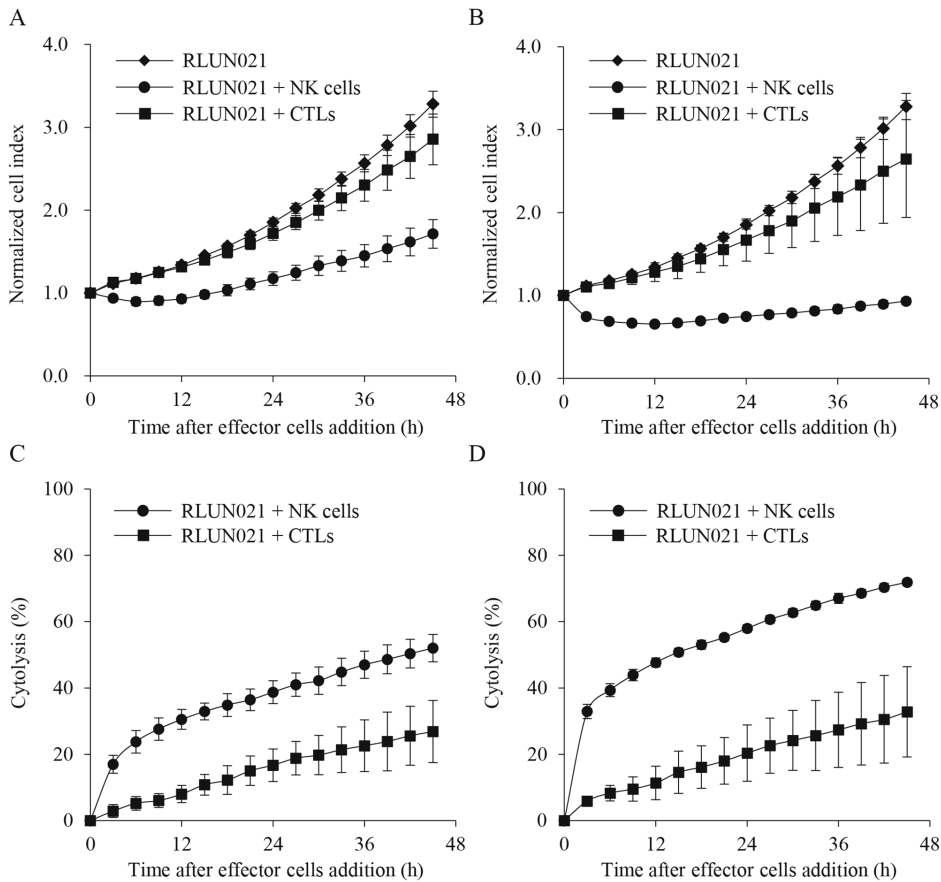 A
4.0
3.0
2.0
1.0
0.0
Normalized cell index
RLUN021
RLUN021 + NK cells
RLUN021 + CTLs
0 12 24 36 48
Time after effector cells addition (h)
B
4.0
3.0
2.0
1.0
0.0
Normalized cell index
RLUN021
RLUN021 + NK cells
RLUN021 + CTLs
0 12 24 36 48
Time after effector cells addition (h)
C
100
80
60
40
20
0
Cytolysis (%)
RLUN021 + NK cells
RLUN021 + CTLs
0 12 24 36 48
Time after effector cells addition (h)
D
100
80
60
40
20
0
Cytolysis (%)
RLUN021 + NK cells
RLUN021 + CTLs
0 12 24 36 48
Time after effector cells addition (h)